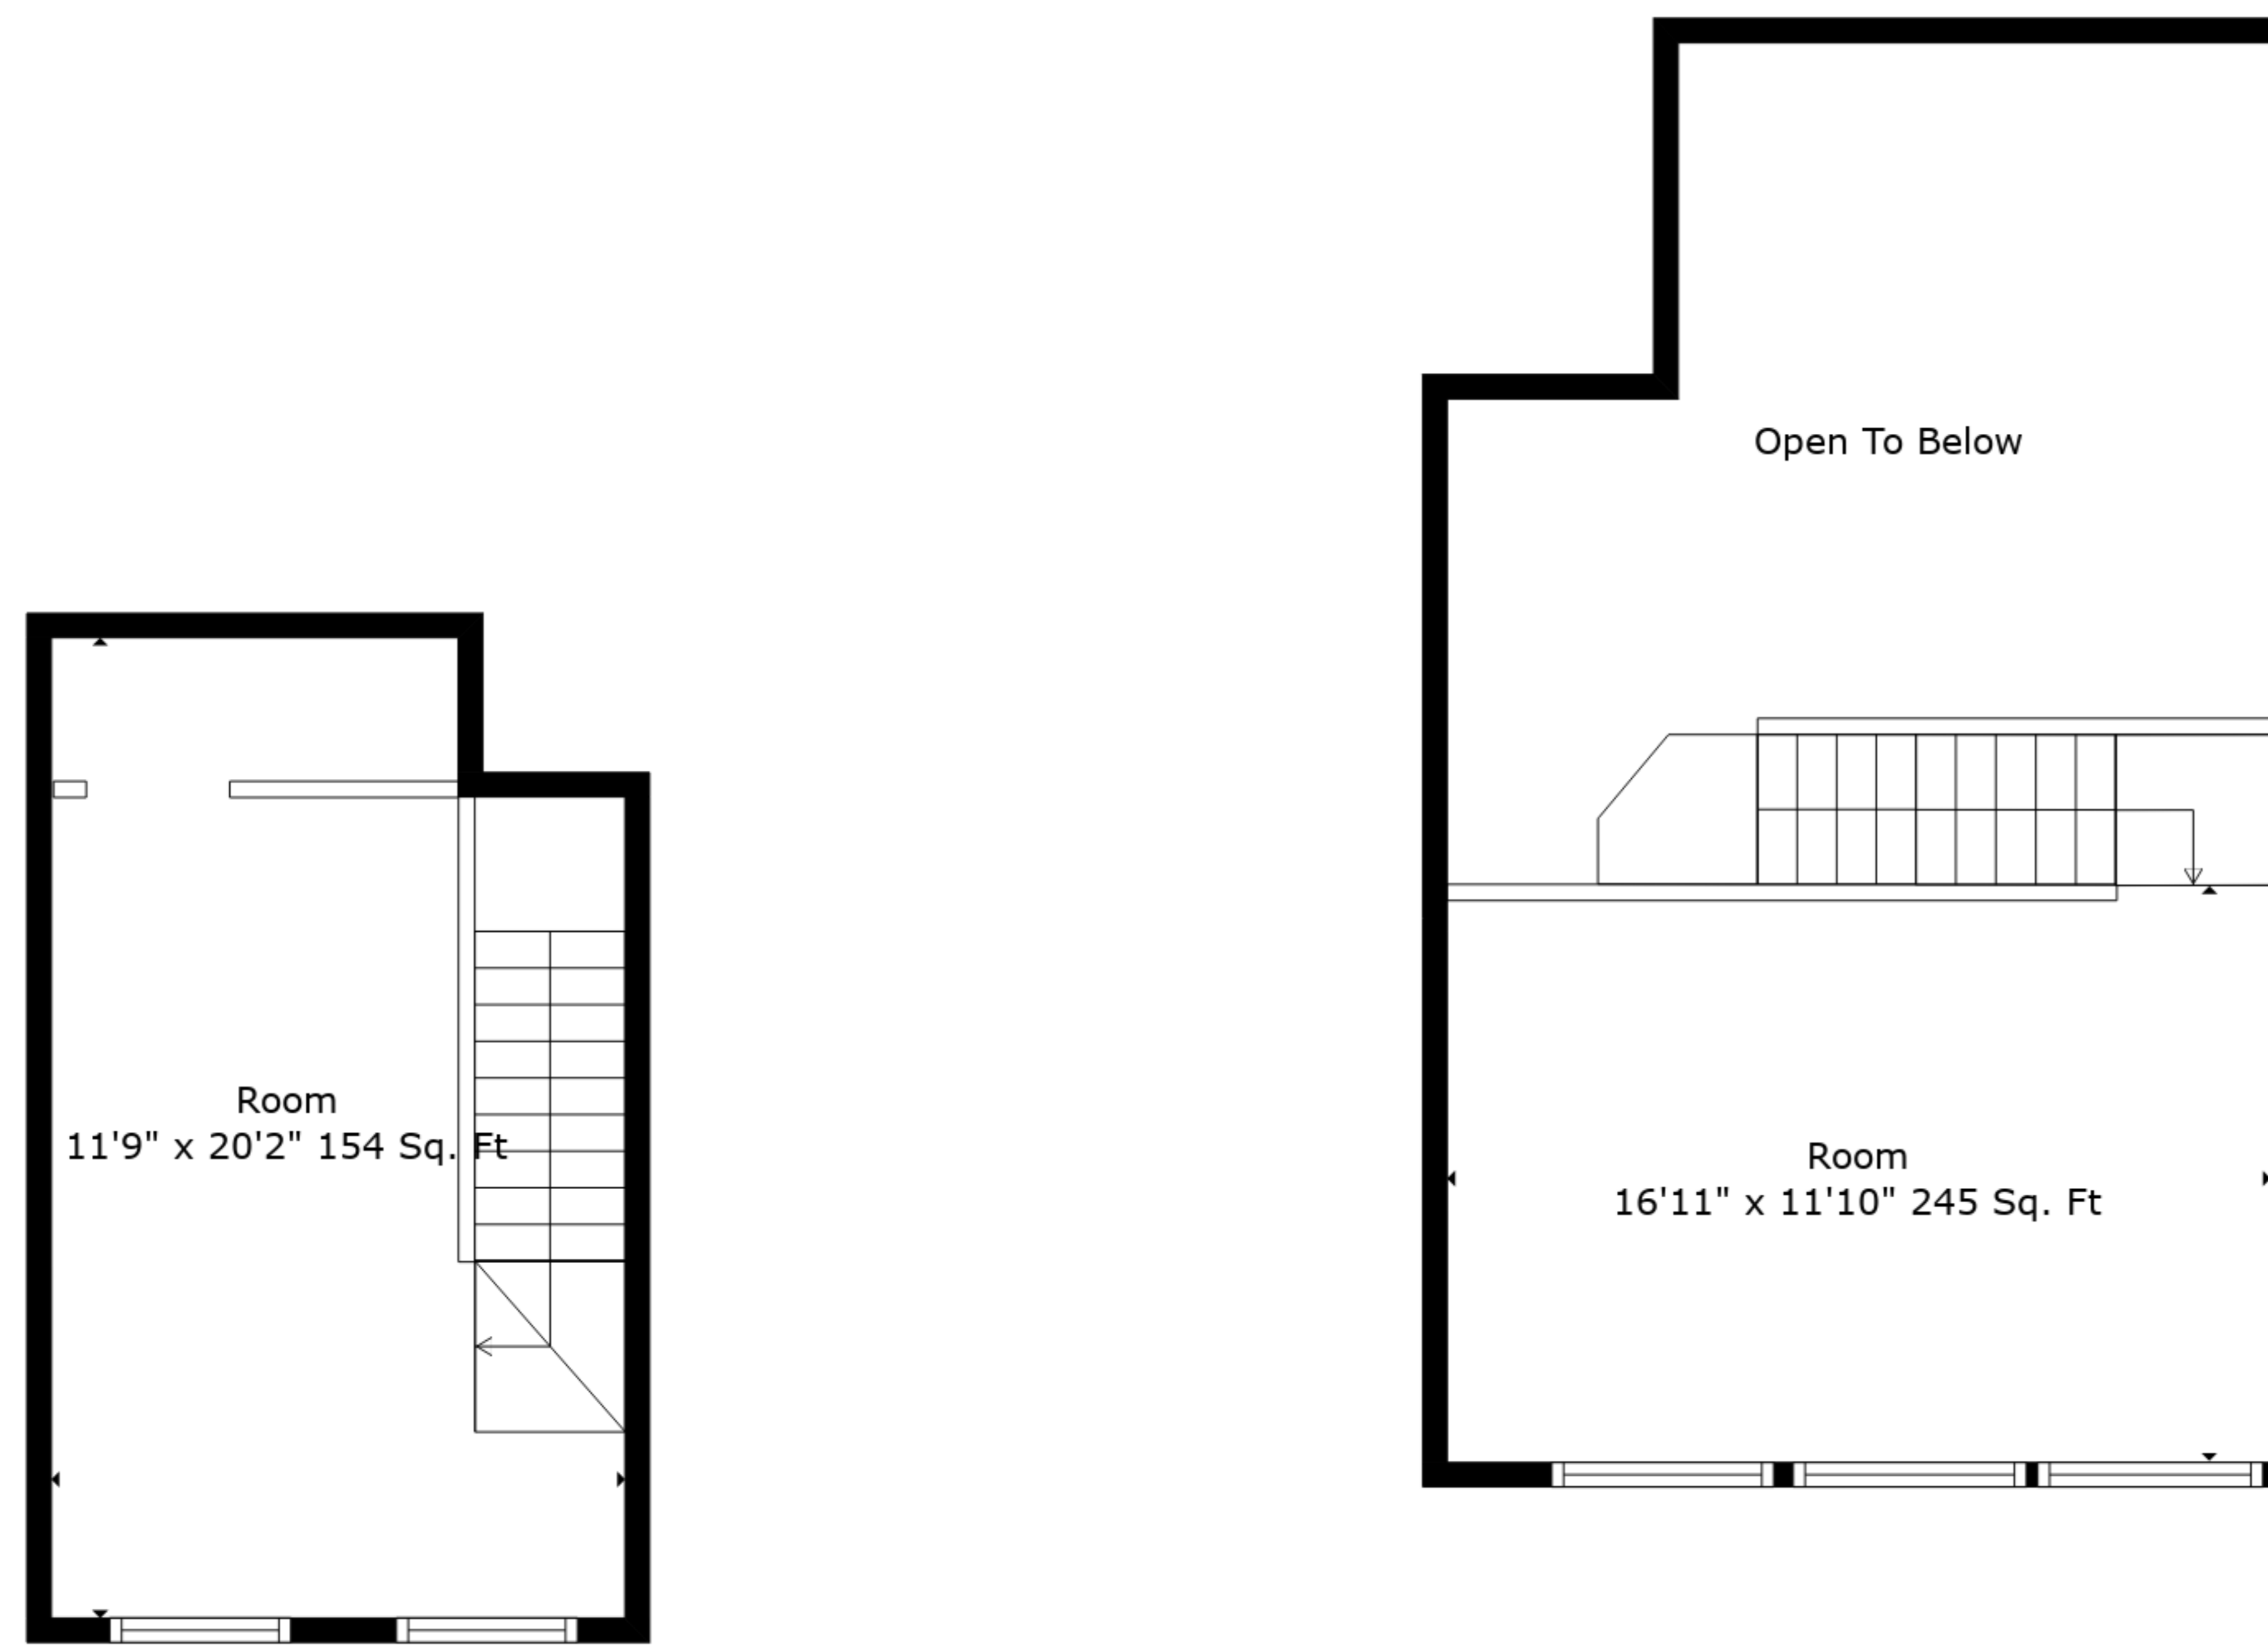 Open To Below
Room
11'9" x 20'2" 154 Sq. Ft
Room
16'11" x 11'10" 245 Sq. Ft